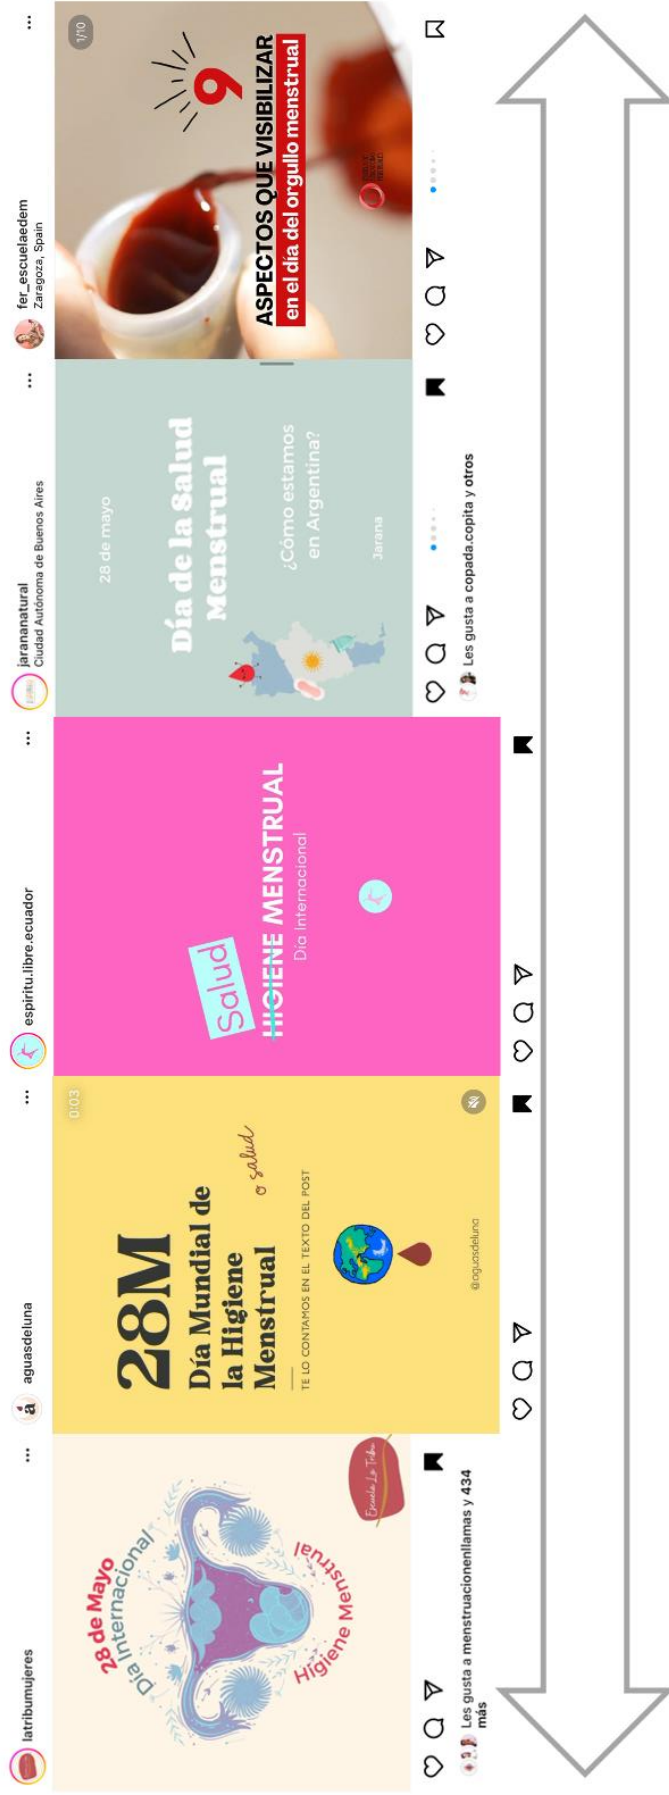 latribumujeres
28 de Mayo
Día Internacional
Higiene Menstrual
Escuela La Tribu
Les gusta a menstruacionenllamas y 434
más
aguasdeluna
0:03
28M
Día Mundial de
la Higiene
Menstrual
o salud
TE LO CONTAMOS EN EL TEXTO DEL POST
@aguasdeluna
espiritu.libre.ecuador
Salud
HIGIENE MENSTRUAL
Día Internacional
jarananatural
Ciudad Autónoma de Buenos Aires
28 de mayo
Día de la Salud
Menstrual
¿Cómo estamos
en Argentina?
Jarana
Les gusta a copada.copita y otros
fer_escuelaedem
Zaragoza, Spain
1/10
9
ASPECTOS QUE VISIBILIZAR
en el día del orgullo menstrual